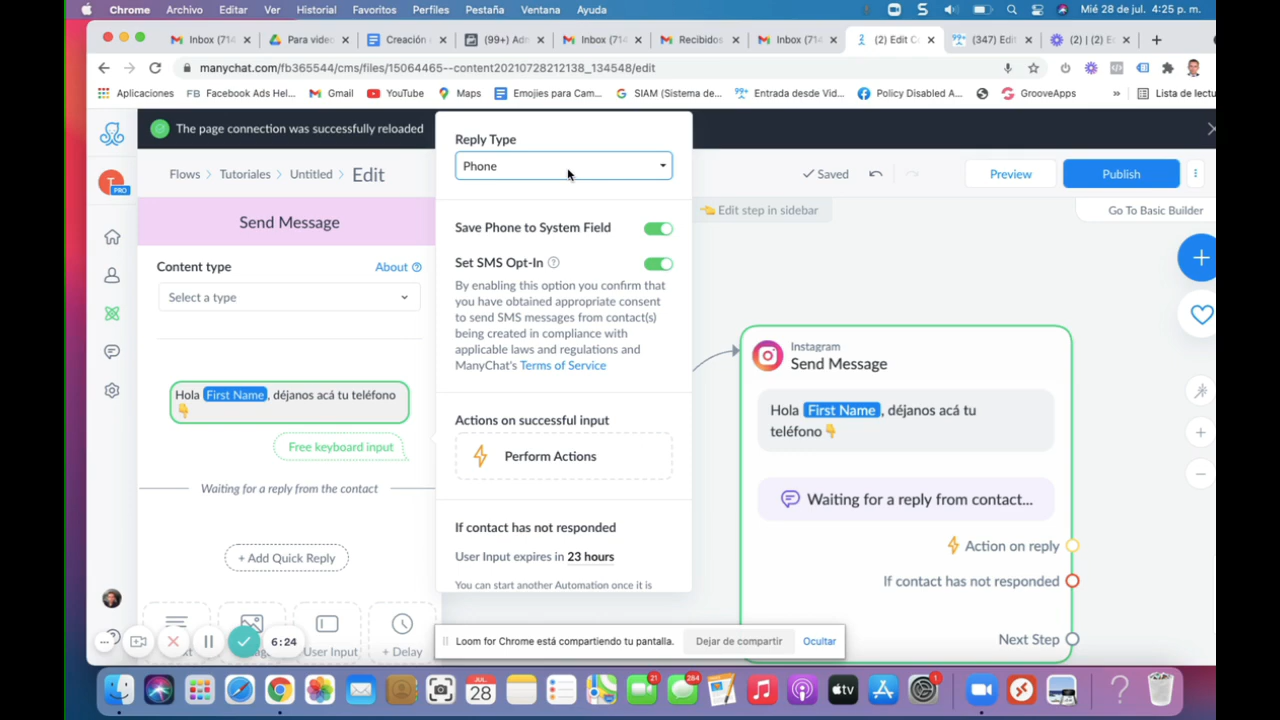 Chrome Archivo Editar Ver Historial Favoritos Perfiles Pestaña Ventana Ayuda Mié 28 de jul. 4:25 p. m.
Inbox (714 Para video Creación (99+) Adm Inbox (714 Recibidos Inbox (714 (2) Edit C (347) Edi (2) | (2) E
manychat.com/fb365544/cms/files/15064465--content20210728212138_134548/edit
Aplicaciones Facebook Ads Hel... Gmail YouTube Maps Emojies para Cam... SIAM (Sistema de... Entrada desde Vid... Policy Disabled A... GrooveApps » Lista de lectu
The page connection was successfully reloaded
Flows > Tutoriales > Untitled > Edit
Saved
Preview
Publish
T
PRO
Edit step in sidebar
Go To Basic Builder
Send Message
Content type
About
Select a type
Hola First Name, déjanos acá tu teléfono
👇
Free keyboard input
Waiting for a reply from the contact
+ Add Quick Reply
User Input
+ Delay
6:24
Reply Type
Phone
Save Phone to System Field
Set SMS Opt-In
By enabling this option you confirm that
you have obtained appropriate consent
to send SMS messages from contact(s)
being created in compliance with
applicable laws and regulations and
ManyChat's Terms of Service
Actions on successful input
Perform Actions
If contact has not responded
User Input expires in 23 hours
You can start another Automation once it is
Instagram
Send Message
Hola First Name, déjanos acá tu
teléfono 👇
Waiting for a reply from contact...
Action on reply
If contact has not responded
Next Step
Loom for Chrome está compartiendo tu pantalla. Dejar de compartir Ocultar
JUL.
28
21
284
tv
1